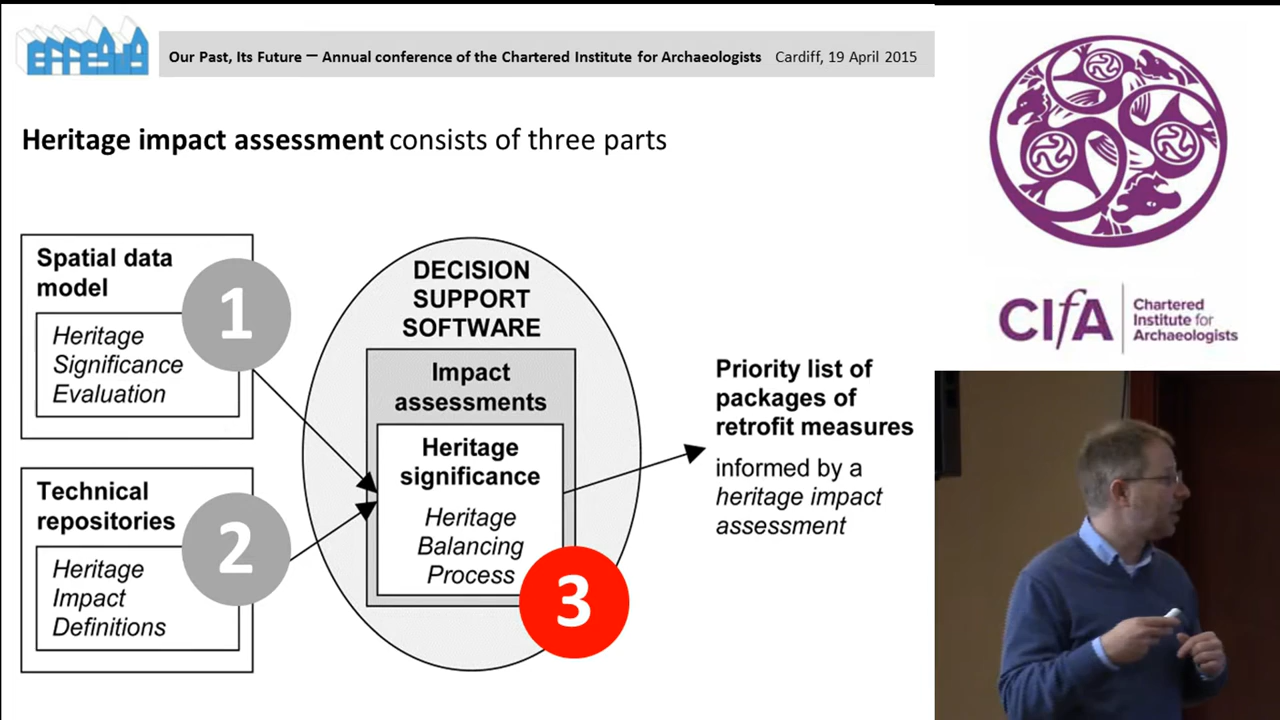 EFFESUS
Our Past, Its Future — Annual conference of the Chartered Institute for Archaeologists Cardiff, 19 April 2015
Heritage impact assessment consists of three parts
Spatial data
model
Heritage
Significance
Evaluation
1
Technical
repositories
Heritage
Impact
Definitions
2
DECISION
SUPPORT
SOFTWARE
Impact
assessments
Heritage
significance
Heritage
Balancing
Process
3
Priority list of
packages of
retrofit measures
informed by a
heritage impact
assessment
CIfA
Chartered
Institute for
Archaeologists